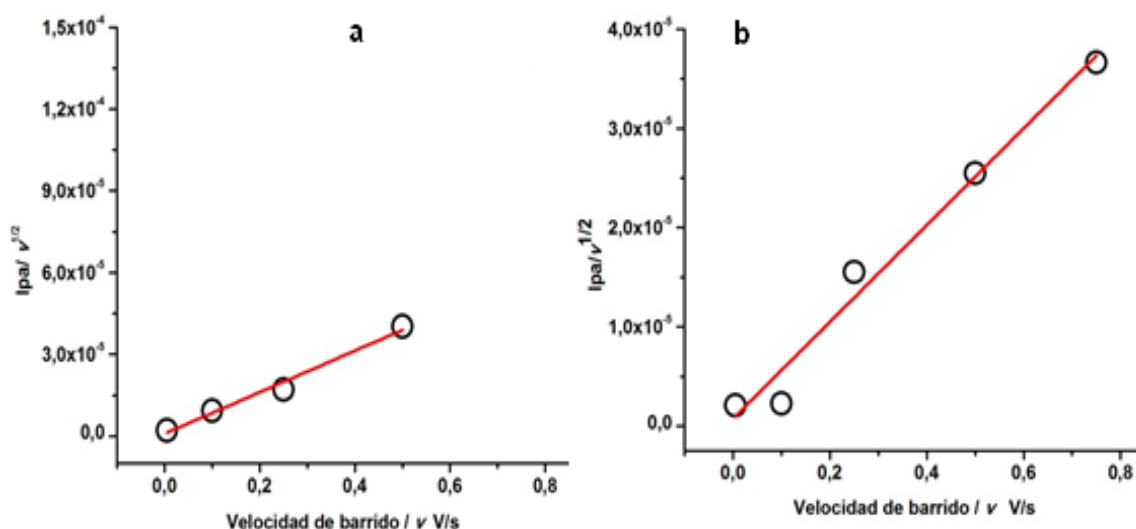 a
1,5x10⁻⁴
1,2x10⁻⁴
9,0x10⁻⁵
6,0x10⁻⁵
3,0x10⁻⁵
0,0
Ipa/ ν^1/2
0,0 0,2 0,4 0,6 0,8
Velocidad de barrido / ν V/s
b
4,0x10⁻⁵
3,0x10⁻⁵
2,0x10⁻⁵
1,0x10⁻⁵
0,0
Ipa/ν^1/2
0,0 0,2 0,4 0,6 0,8
Velocidad de barrido / ν V/s